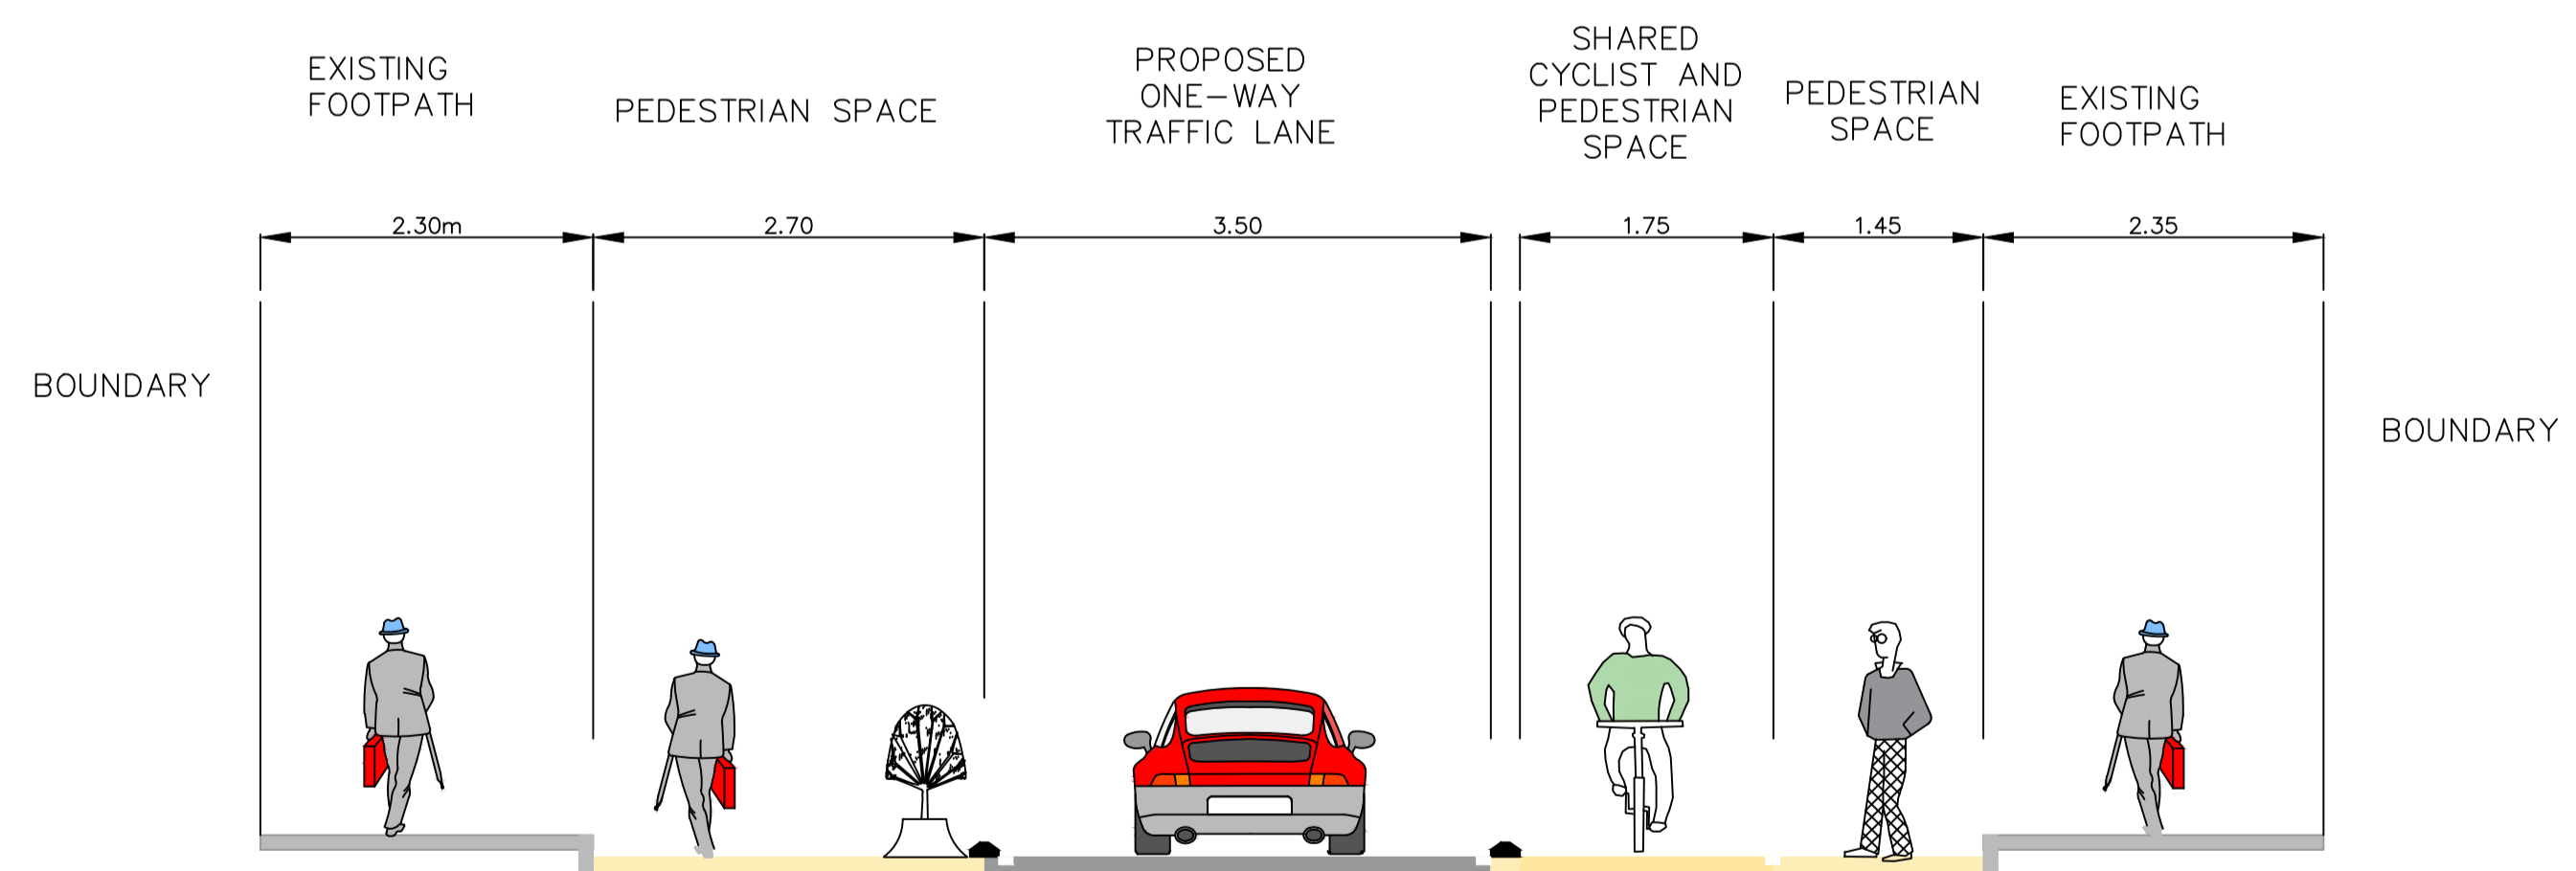 EXISTING
FOOTPATH
PEDESTRIAN SPACE
PROPOSED
ONE-WAY
TRAFFIC LANE
SHARED
CYCLIST AND
PEDESTRIAN
SPACE
PEDESTRIAN
SPACE
EXISTING
FOOTPATH
2.30m
2.70
3.50
1.75
1.45
2.35
BOUNDARY
BOUNDARY